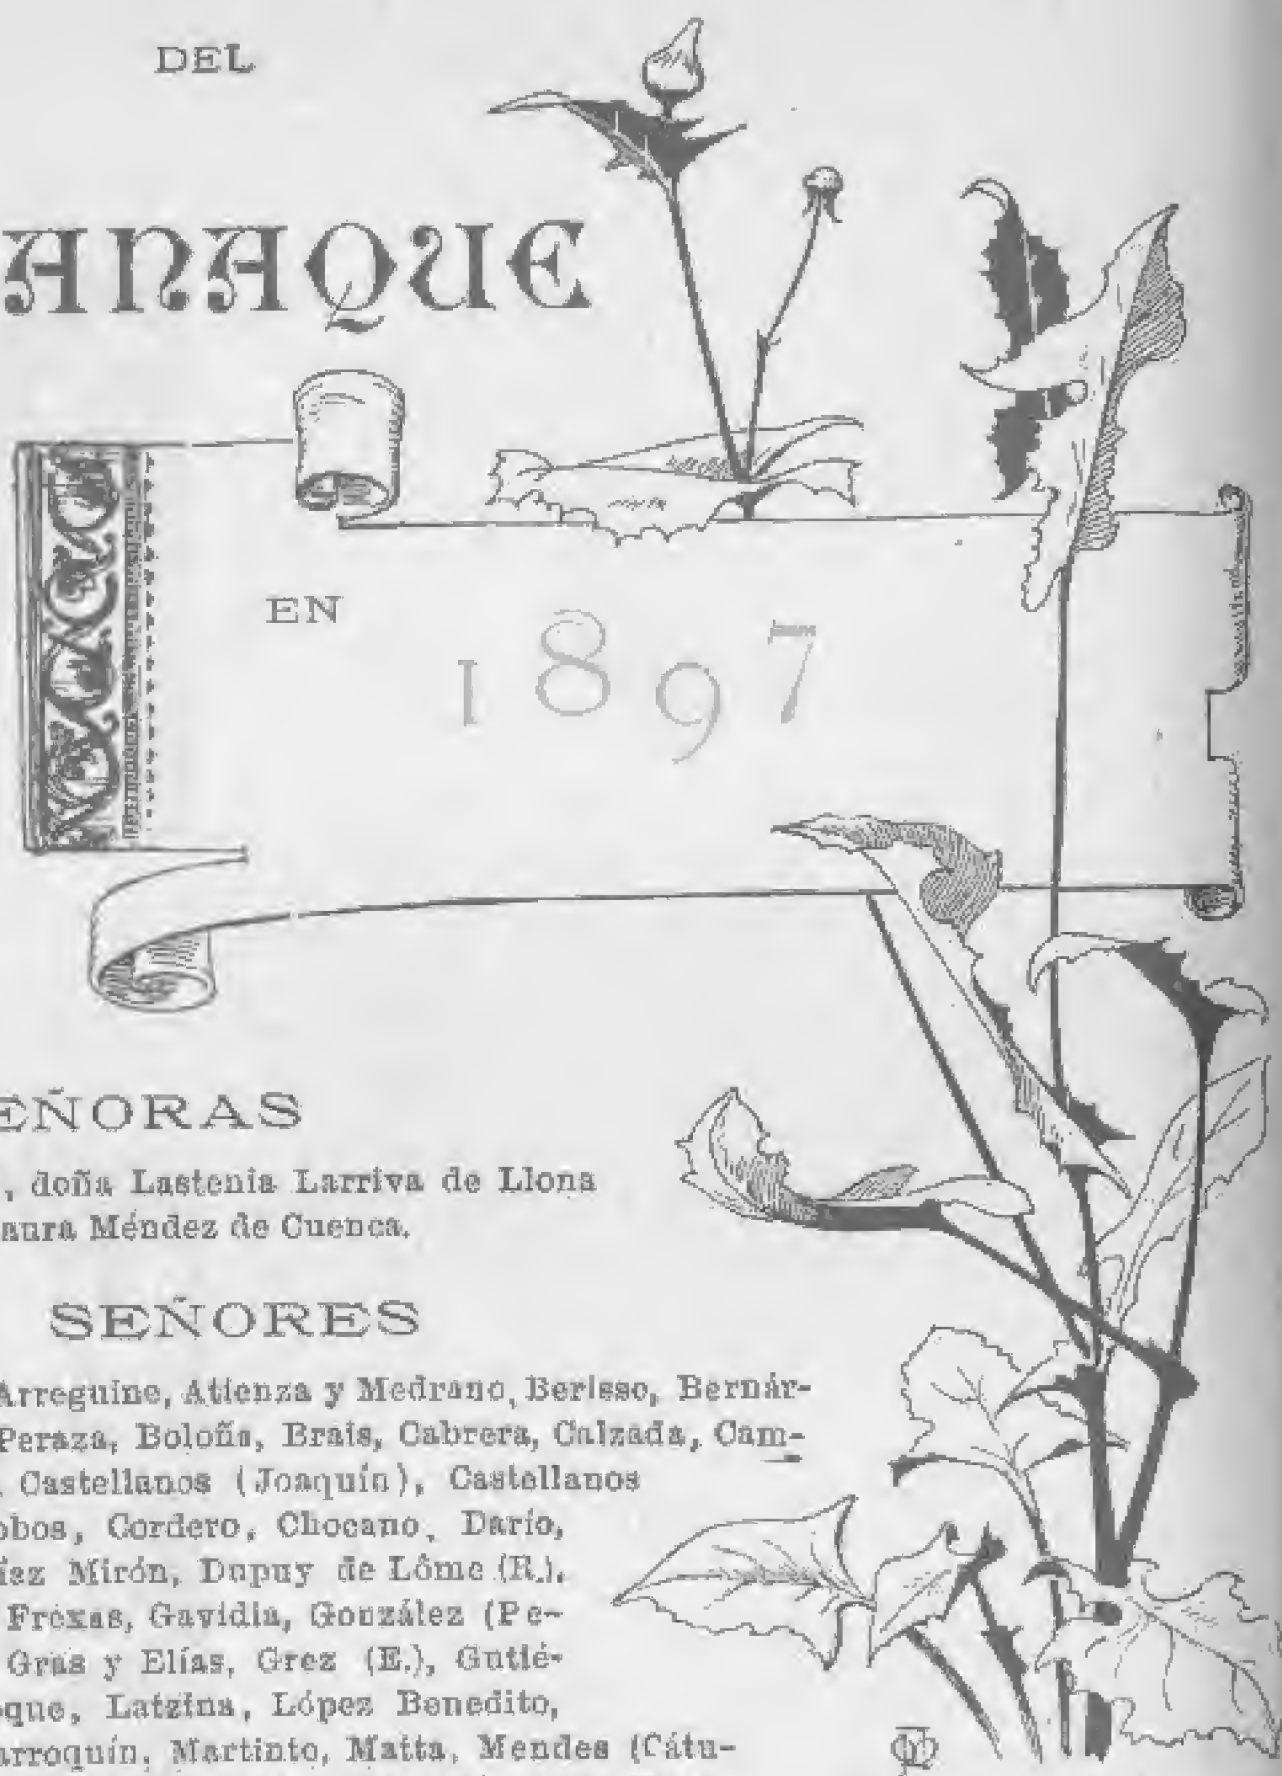 DEL
ANAQUE
EN
1897
EÑORAS
, doña Lastenia Larriva de Llona
aura Méndez de Cuenca.
SEÑORES
Arreguine, Atienza y Medrano, Berisso, Bernár-
Peraza, Boloña, Brais, Cabrera, Calzada, Cam-
, Castellanos (Joaquín), Castellanos
obos, Cordero, Chocano, Darío,
íaz Mirón, Dupuy de Lôme (R.),
Frexas, Gavidia, González (Pe-
Gras y Elías, Grez (E.), Gutié-
oque, Latzina, López Benedito,
arroquín, Martinto, Matta, Mendes (Cátu-